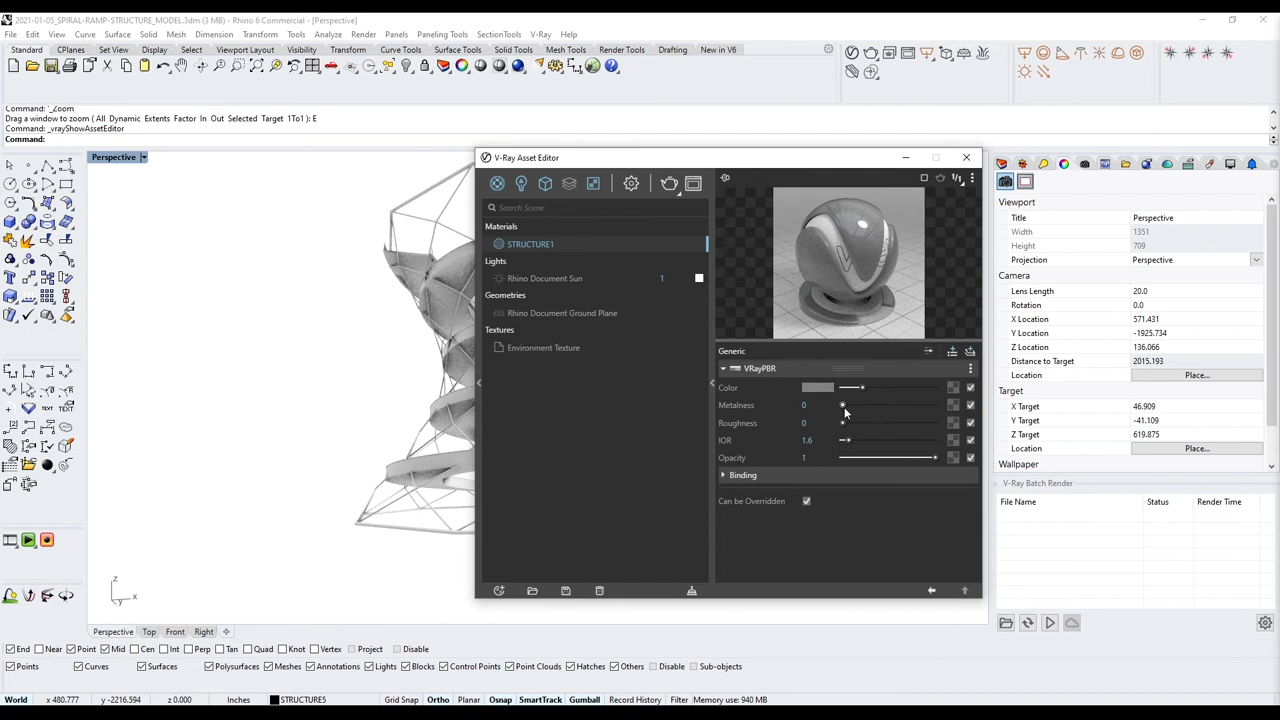 2021-01-05_SPIRAL-RAMP-STRUCTURE_MODEL.3dm (3 MB) - Rhino 6 Commercial - [Perspective]
File Edit View Curve Surface Solid Mesh Dimension Transform Tools Analyze Render Panels Paneling Tools SectionTools V-Ray Help
Standard CPlanes Set View Display Select Viewport Layout Visibility Transform Curve Tools Surface Tools Solid Tools Mesh Tools Render Tools Drafting New in V6
Command: '_Zoom
Drag a window to zoom ( All Dynamic Extents Factor In Out Selected Target 1To1 ): E
Command: _vrayShowAssetEditor
Command:
Perspective
V-Ray Asset Editor
Search Scene
Materials
STRUCTURE1
Lights
Rhino Document Sun 1
Geometries
Rhino Document Ground Plane
Textures
Environment Texture
1/1
Generic
VRayPBR
Color
Metalness 0
Roughness 0
IOR 1.6
Opacity 1
Binding
Can be Overridden
Viewport
Title Perspective
Width 1351
Height 709
Projection Perspective
Camera
Lens Length 20.0
Rotation 0.0
X Location 571.431
Y Location -1925.734
Z Location 136.066
Distance to Target 2015.193
Location Place...
Target
X Target 46.909
Y Target -41.109
Z Target 619.875
Location Place...
Wallpaper
V-Ray Batch Render
File Name Status Render Time
z
y x
Perspective Top Front Right
End Near Point Mid Cen Int Perp Tan Quad Knot Vertex Project Disable
Points Curves Surfaces Polysurfaces Meshes Annotations Lights Blocks Control Points Point Clouds Hatches Others Disable Sub-objects
World x 480.777 y -2216.594 z 0.000 Inches STRUCTURE5 Grid Snap Ortho Planar Osnap SmartTrack Gumball Record History Filter Memory use: 940 MB